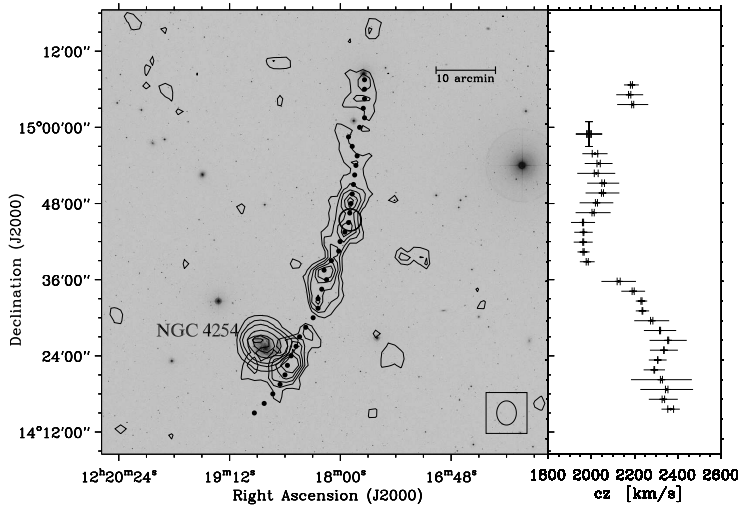 12°00'
15°00'00"
48'00"
36'00"
24'00"
14°12'00"
Declination (J2000)
10 arcmin
NGC 4254
12ʰ20ᵐ24ˢ
19ᵐ12ˢ
18ᵐ00ˢ
16ᵐ48ˢ
Right Ascension (J2000)
1800 2000 2200 2400 2600
cz [km/s]